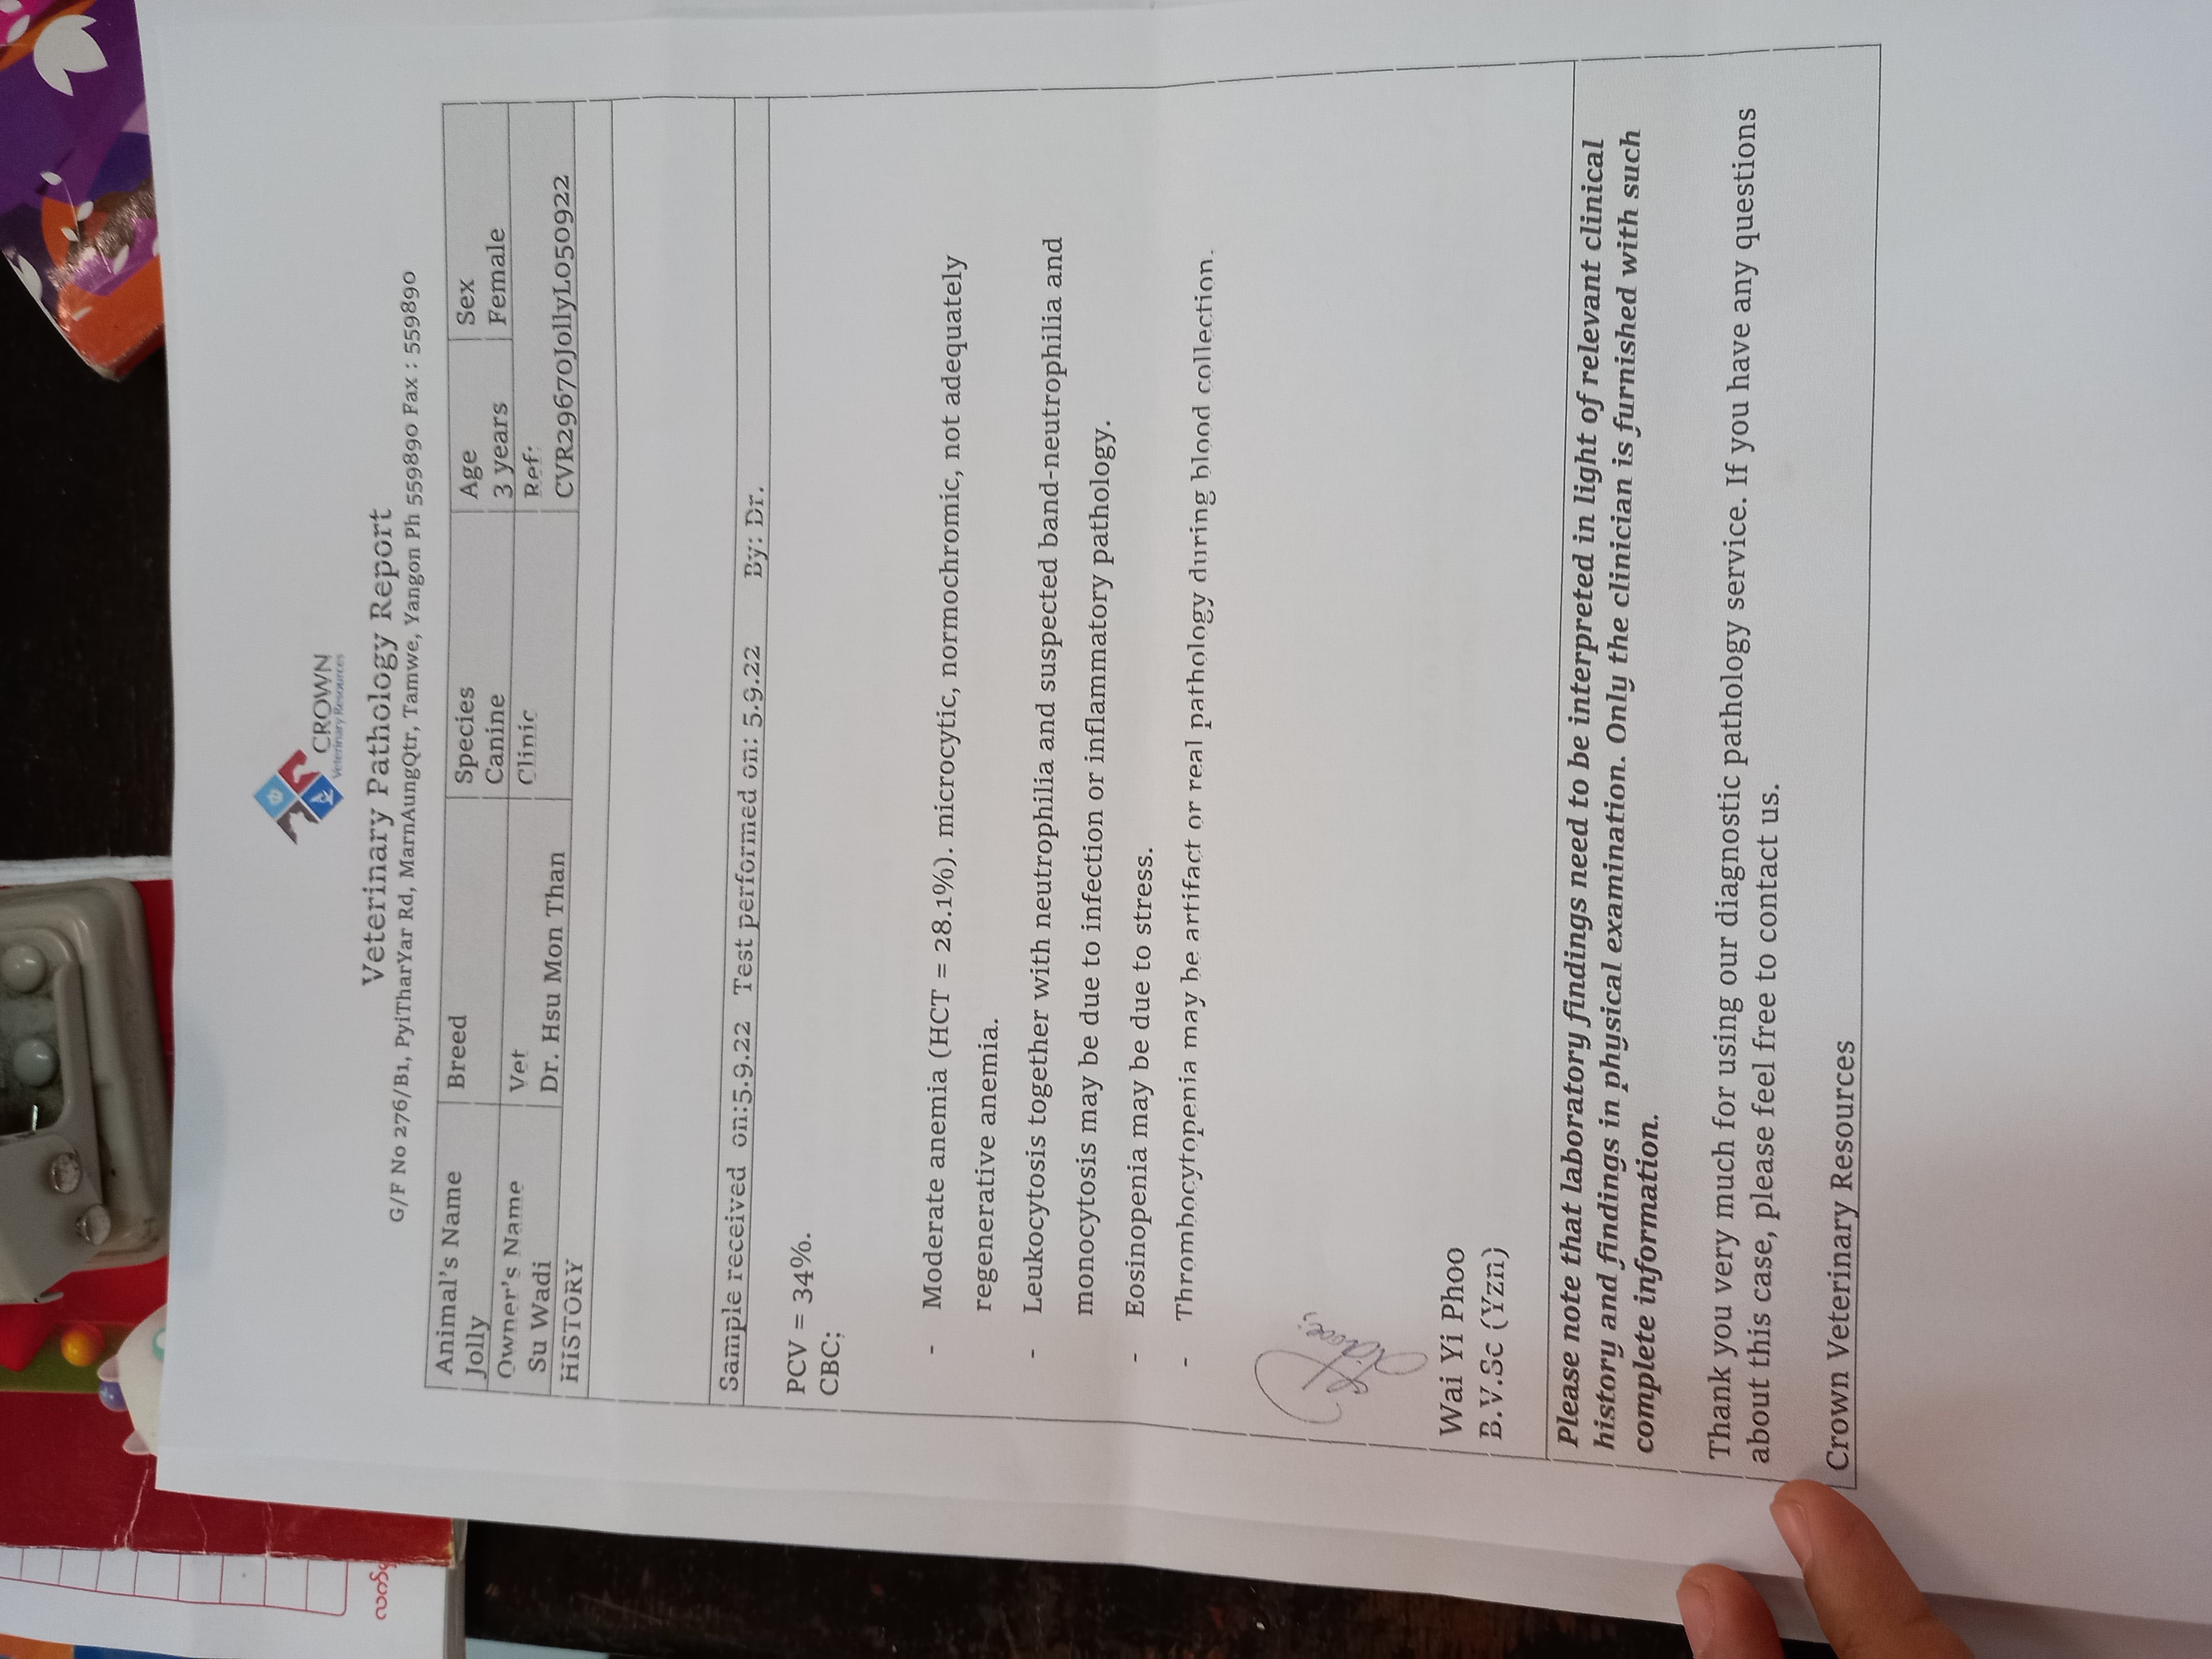 လက်
CROWN
Veterinary Resources
Veterinary Pathology Report
G/F No 276/B1, PyiTharYar Rd, MarnAungQtr, Tamwe, Yangon Ph 559890 Fax : 559890
Animal's Name Breed Species Age Sex
Jolly Canine 3 years Female
Owner's Name Vet Clinic Ref:
Su Wadi Dr. Hsu Mon Than CVR29670JollyL050922
HISTORY
Sample received on:5.9.22 Test performed on: 5.9.22 By: Dr.
PCV = 34%.
CBC;
- Moderate anemia (HCT = 28.1%). microcytic, normochromic, not adequately
regenerative anemia.
- Leukocytosis together with neutrophilia and suspected band-neutrophilia and
monocytosis may be due to infection or inflammatory pathology.
- Eosinopenia may be due to stress.
- Thrombocytopenia may be artifact or real pathology during blood collection.
Wai Yi Phoo
B.V.Sc (Yzn)
Please note that laboratory findings need to be interpreted in light of relevant clinical
history and findings in physical examination. Only the clinician is furnished with such
complete information.
Thank you very much for using our diagnostic pathology service. If you have any questions
about this case, please feel free to contact us.
Crown Veterinary Resources